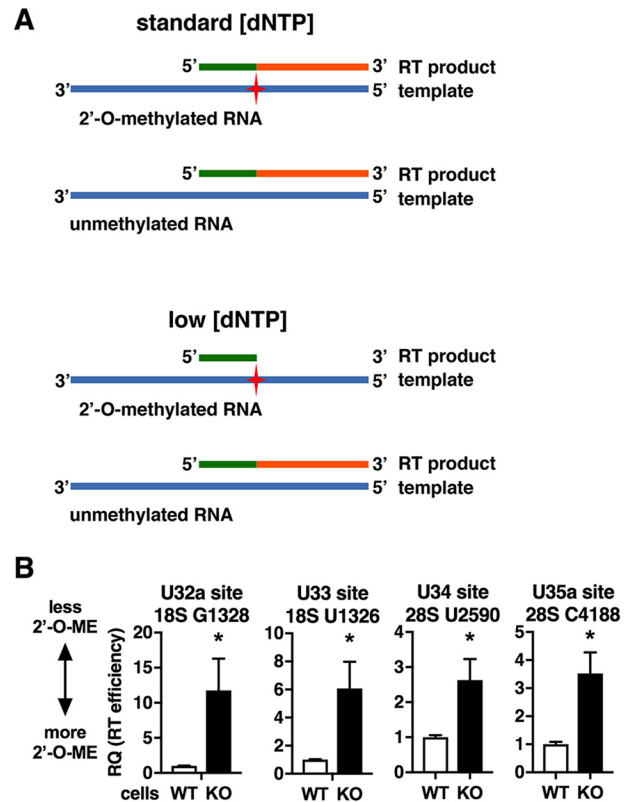 A
standard [dNTP]
5’ 3’ RT product
3’ 5’ template
2’-O-methylated RNA
5’ 3’ RT product
3’ 5’ template
unmethylated RNA
low [dNTP]
5’ 3’ RT product
3’ 5’ template
2’-O-methylated RNA
5’ 3’ RT product
3’ 5’ template
unmethylated RNA
B
less
2’-O-ME
more
2’-O-ME
RQ (RT efficiency)
U32a site
18S G1328
20
15
10
5
0
*
U33 site
18S U1326
10
8
6
4
2
0
*
U34 site
28S U2590
4
3
2
1
0
*
U35a site
28S C4188
5
4
3
2
1
0
*
cells WT KO WT KO WT KO WT KO